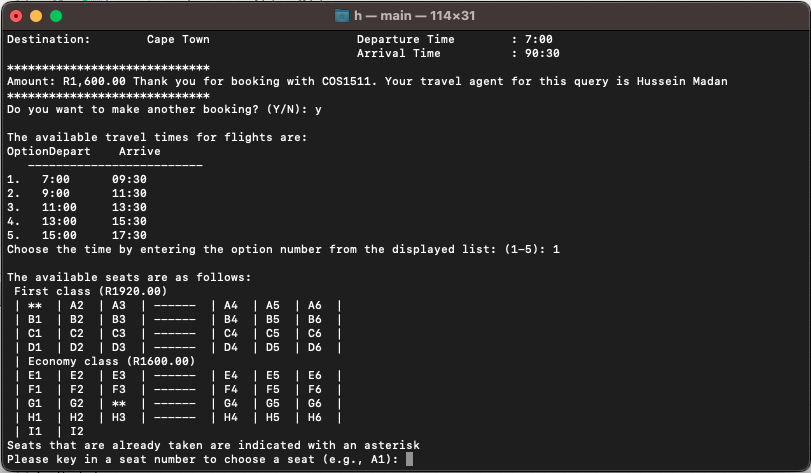 h — main — 114×31
Destination: Cape Town Departure Time : 7:00
Arrival Time : 90:30
*****************************
Amount: R1,600.00 Thank you for booking with COS1511. Your travel agent for this query is Hussein Madan
*****************************
Do you want to make another booking? (Y/N): y
The available travel times for flights are:
OptionDepart Arrive
-------------------------
1. 7:00 09:30
2. 9:00 11:30
3. 11:00 13:30
4. 13:00 15:30
5. 15:00 17:30
Choose the time by entering the option number from the displayed list: (1-5): 1
The available seats are as follows:
First class (R1920.00)
| ** | A2 | A3 | ------ | A4 | A5 | A6 |
| B1 | B2 | B3 | ------ | B4 | B5 | B6 |
| C1 | C2 | C3 | ------ | C4 | C5 | C6 |
| D1 | D2 | D3 | ------ | D4 | D5 | D6 |
| Economy class (R1600.00)
| E1 | E2 | E3 | ------ | E4 | E5 | E6 |
| F1 | F2 | F3 | ------ | F4 | F5 | F6 |
| G1 | G2 | ** | ------ | G4 | G5 | G6 |
| H1 | H2 | H3 | ------ | H4 | H5 | H6 |
| I1 | I2
Seats that are already taken are indicated with an asterisk
Please key in a seat number to choose a seat (e.g., A1):